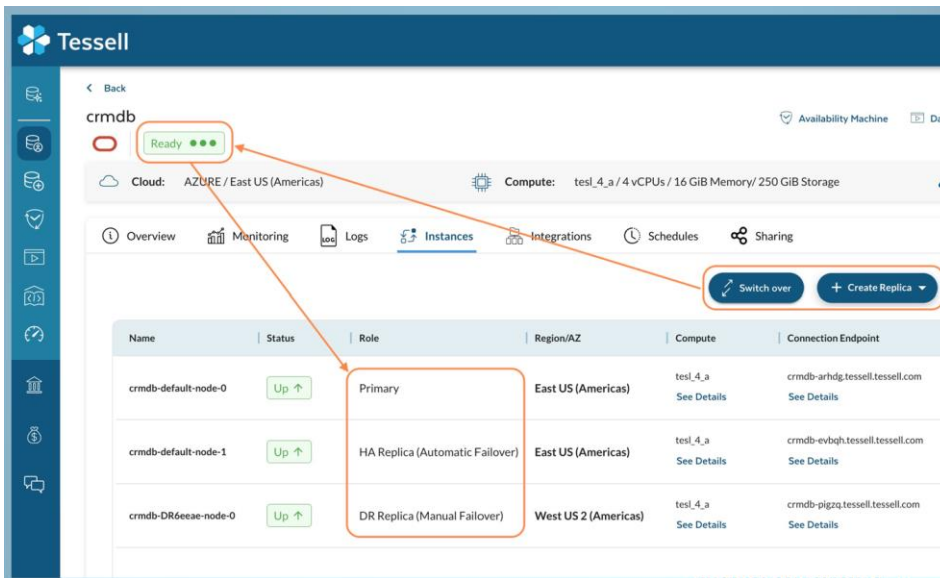 Tessell
Back
crmdb
Availability Machine
Ready
Cloud: AZURE / East US (Americas)
Compute: tesl_4_a / 4 vCPUs / 16 GiB Memory/ 250 GiB Storage
Overview Monitoring LOG Logs Instances Integrations Schedules Sharing
Switch over + Create Replica
Name Status Role Region/AZ Compute Connection Endpoint
crmdb-default-node-0 Up ↑ Primary East US (Americas) tesl_4_a crmdb-arhdg.tessell.tessell.com
See Details See Details
crmdb-default-node-1 Up ↑ HA Replica (Automatic Failover) East US (Americas) tesl_4_a crmdb-evbqh.tessell.tessell.com
See Details See Details
crmdb-DR6eeae-node-0 Up ↑ DR Replica (Manual Failover) West US 2 (Americas) tesl_4_a crmdb-pigzq.tessell.tessell.com
See Details See Details